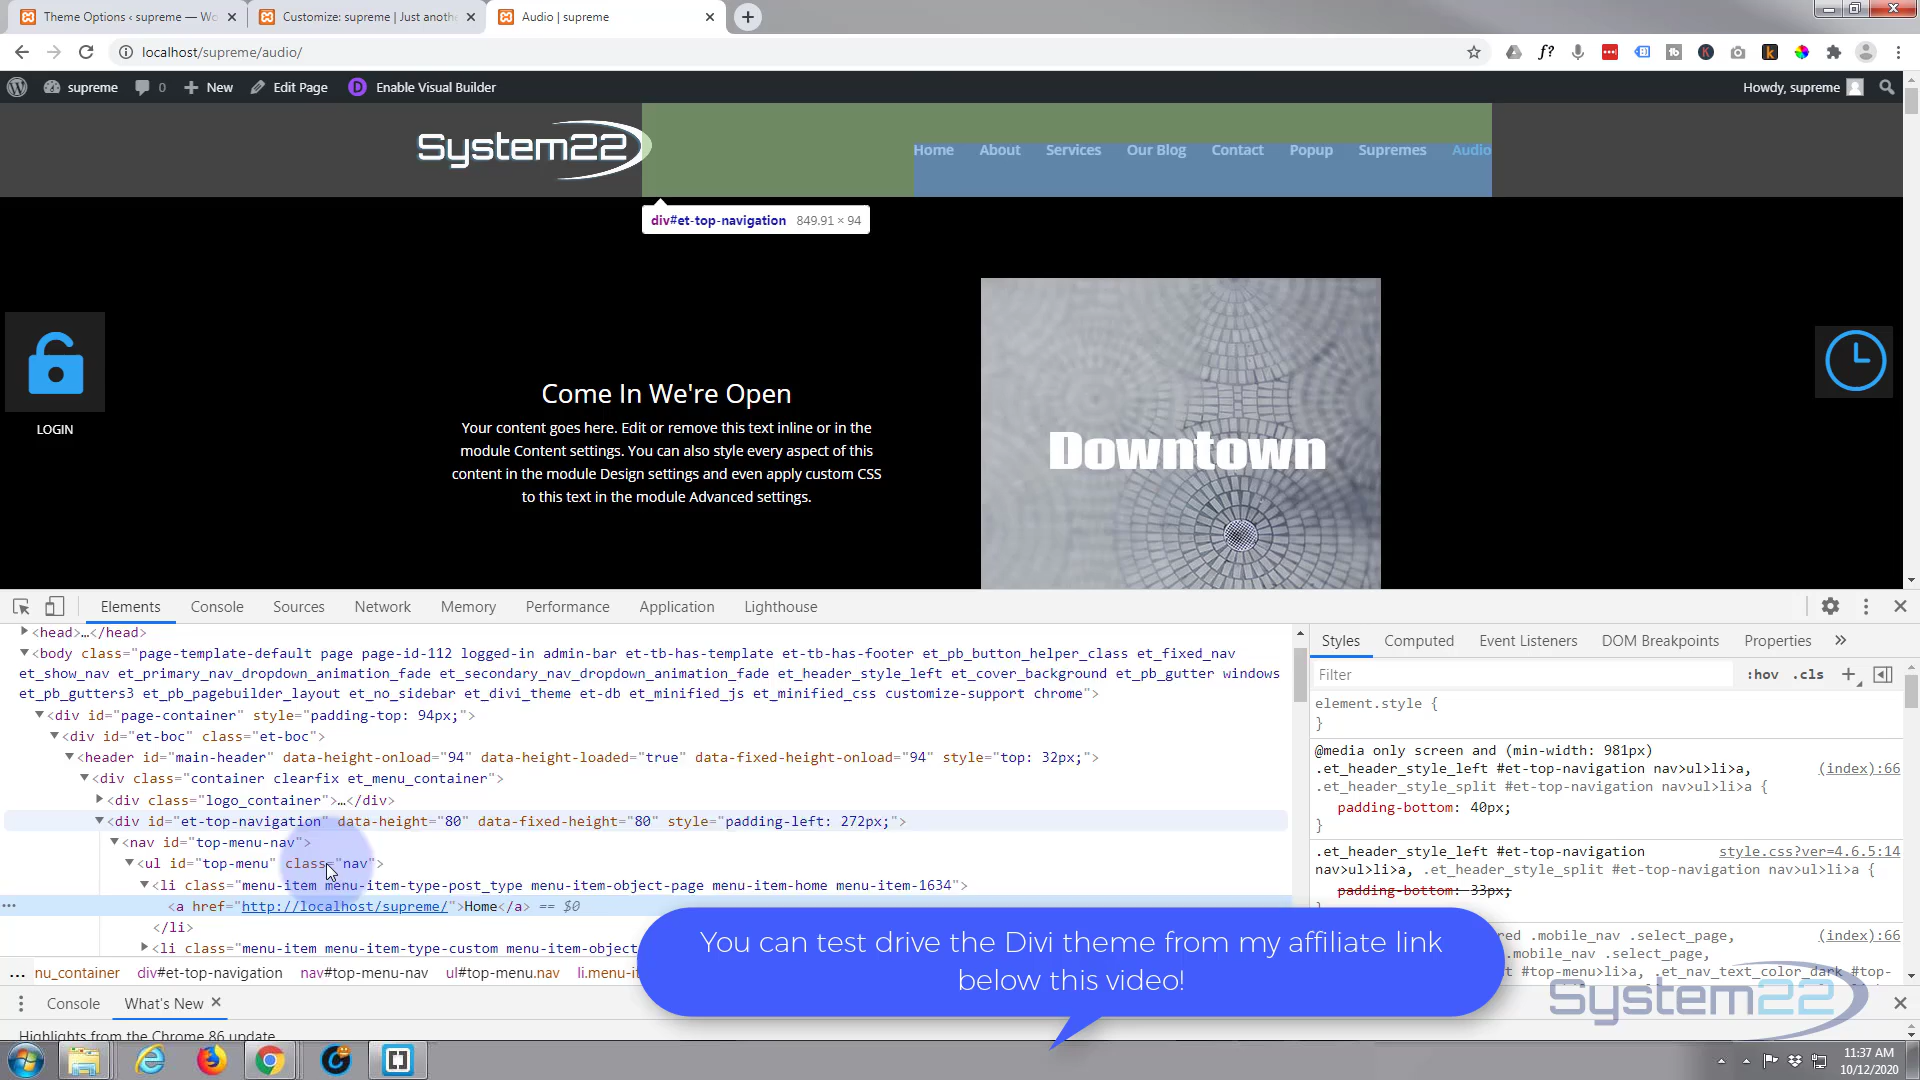 Theme Options ‹ supreme — Wo
Customize: supreme | Just anothe
Audio | supreme
localhost/supreme/audio/
supreme
0
New
Edit Page
Enable Visual Builder
Howdy, supreme
System22
Home
About
Services
Our Blog
Contact
Popup
Supremes
Audio
div#et-top-navigation 849.91 × 94
LOGIN
Come In We're Open
Your content goes here. Edit or remove this text inline or in the
module Content settings. You can also style every aspect of this
content in the module Design settings and even apply custom CSS
to this text in the module Advanced settings.
Downtown
Elements
Console
Sources
Network
Memory
Performance
Application
Lighthouse
<head>…</head>
<body class="page-template-default page page-id-112 logged-in admin-bar et-tb-has-template et-tb-has-footer et_pb_button_helper_class et_fixed_nav
et_show_nav et_primary_nav_dropdown_animation_fade et_secondary_nav_dropdown_animation_fade et_header_style_left et_cover_background et_pb_gutter windows
et_pb_gutters3 et_pb_pagebuilder_layout et_no_sidebar et_divi_theme et-db et_minified_js et_minified_css customize-support chrome">
<div id="page-container" style="padding-top: 94px;">
<div id="et-boc" class="et-boc">
<header id="main-header" data-height-onload="94" data-height-loaded="true" data-fixed-height-onload="94" style="top: 32px;">
<div class="container clearfix et_menu_container">
<div class="logo_container">…</div>
<div id="et-top-navigation" data-height="80" data-fixed-height="80" style="padding-left: 272px;">
<nav id="top-menu-nav">
<ul id="top-menu" class="nav">
<li class="menu-item menu-item-type-post_type menu-item-object-page menu-item-home menu-item-1634">
<a href="http://localhost/supreme/">Home</a> == $0
</li>
<li class="menu-item menu-item-type-custom menu-item-object
... nu_container div#et-top-navigation nav#top-menu-nav ul#top-menu.nav li.menu-i
Styles
Computed
Event Listeners
DOM Breakpoints
Properties
Filter
:hov .cls
element.style {
}
@media only screen and (min-width: 981px)
.et_header_style_left #et-top-navigation nav>ul>li>a, (index):66
.et_header_style_split #et-top-navigation nav>ul>li>a {
padding-bottom: 40px;
}
.et_header_style_left #et-top-navigation style.css?ver=4.6.5:14
nav>ul>li>a, .et_header_style_split #et-top-navigation nav>ul>li>a {
padding-bottom: 33px;
red .mobile_nav .select_page, (index):66
.mobile_nav .select_page,
#top-menu>li>a, .et_nav_text_color_dark #top-
You can test drive the Divi theme from my affiliate link
below this video!
System22
Console
What's New
Highlights from the Chrome 86 update
11:37 AM
10/12/2020